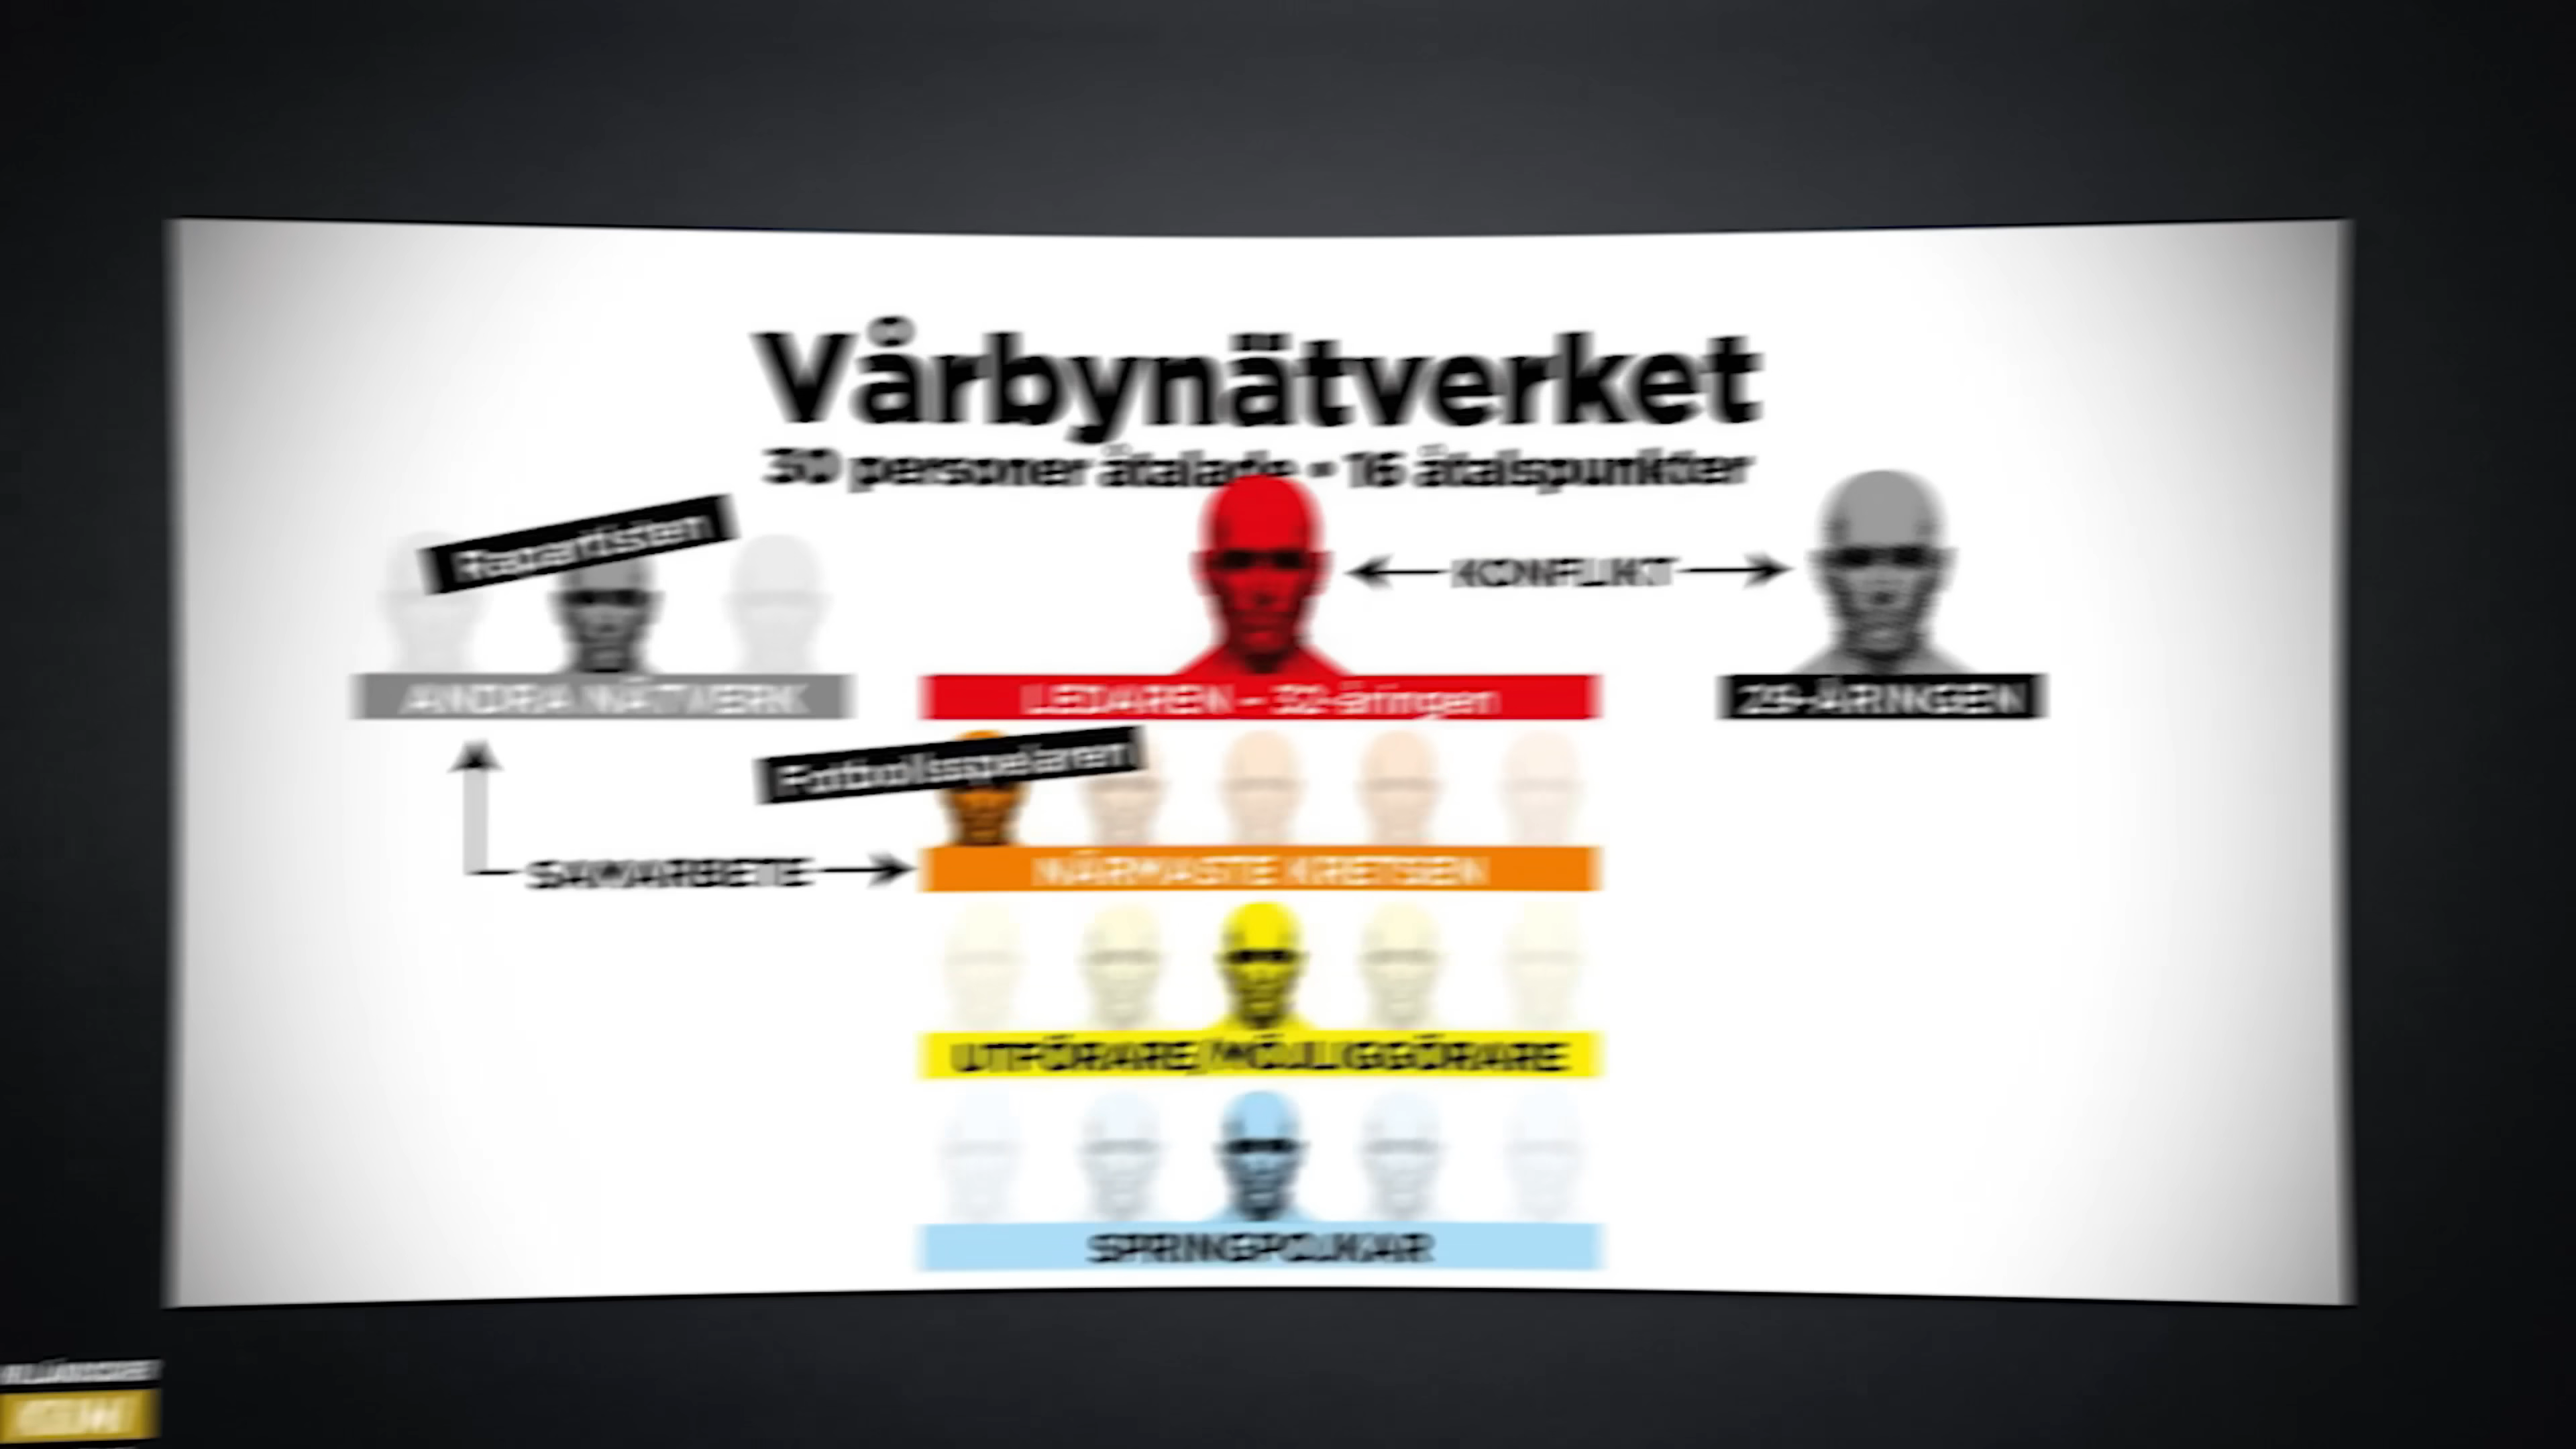 Vårbynätverket
30 personer åtalade - 16 åtalspunkter
Rapartisten
KONFLIKT
ANDRA NÄTVERK
LEDAREN - 32-åringen
29-ÅRINGEN
Fotbollsspelaren
SAMARBETE
NÄRMASTE KRETSEN
UTFÖRARE/MÖJLIGGÖRARE
SPRINGPOJKAR